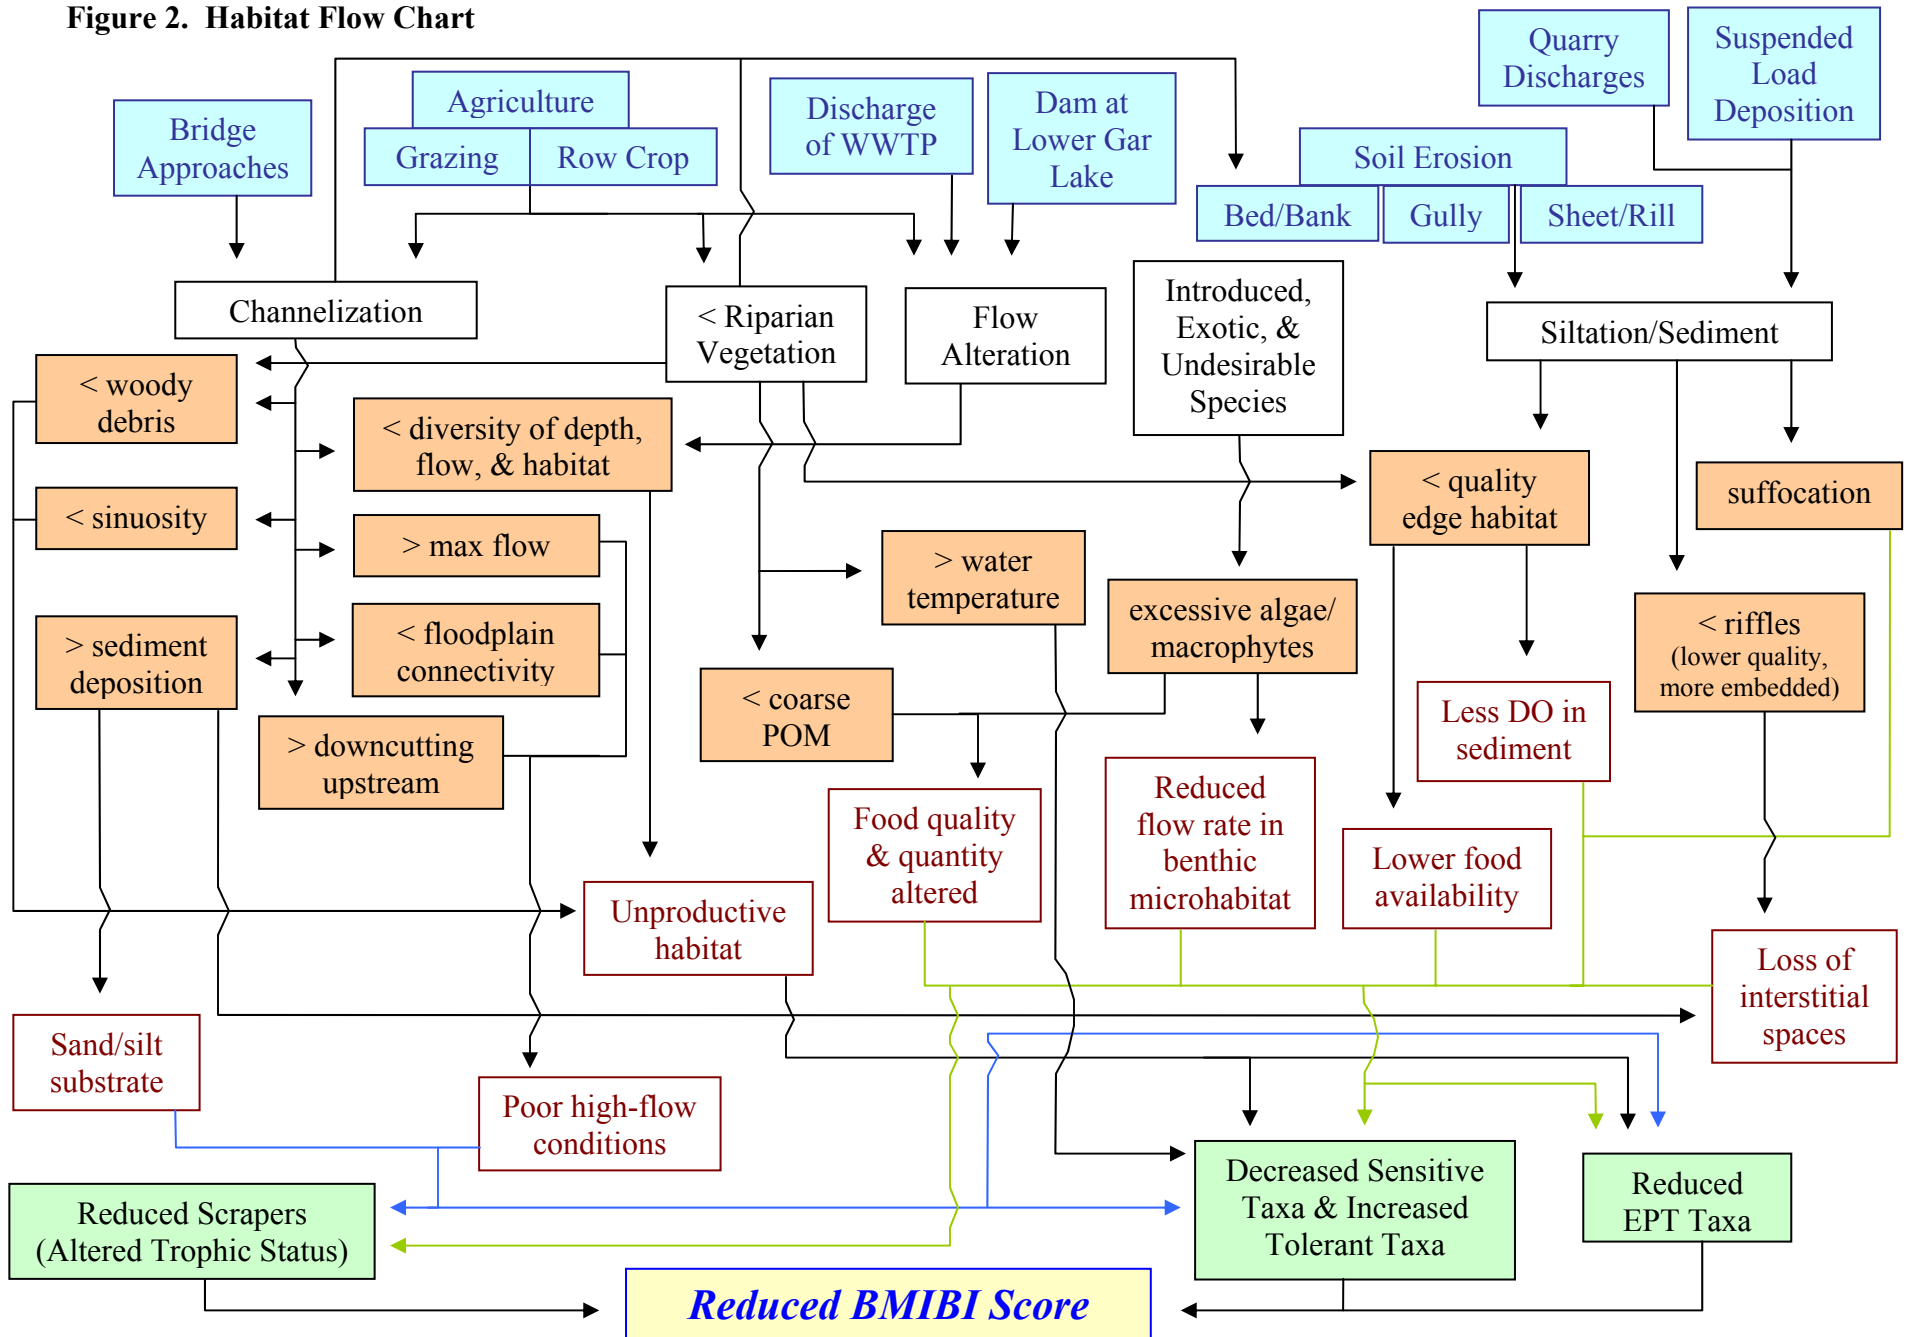 Figure 2. Habitat Flow Chart
Quarry
Discharges
Suspended
Load
Deposition
Bridge
Approaches
Agriculture
Grazing
Row Crop
Discharge
of WWTP
Dam at
Lower Gar
Lake
Soil Erosion
Bed/Bank
Gully
Sheet/Rill
Channelization
< Riparian
Vegetation
Flow
Alteration
Introduced,
Exotic, &
Undesirable
Species
Siltation/Sediment
< woody
debris
< diversity of depth,
flow, & habitat
< quality
edge habitat
suffocation
< sinuosity
> max flow
> water
temperature
excessive algae/
macrophytes
< riffles
(lower quality,
more embedded)
> sediment
deposition
< floodplain
connectivity
< coarse
POM
Less DO in
sediment
> downcutting
upstream
Food quality
& quantity
altered
Reduced
flow rate in
benthic
microhabitat
Lower food
availability
Unproductive
habitat
Loss of
interstitial
spaces
Sand/silt
substrate
Poor high-flow
conditions
Reduced Scrapers
(Altered Trophic Status)
Decreased Sensitive
Taxa & Increased
Tolerant Taxa
Reduced
EPT Taxa
Reduced BMIBI Score